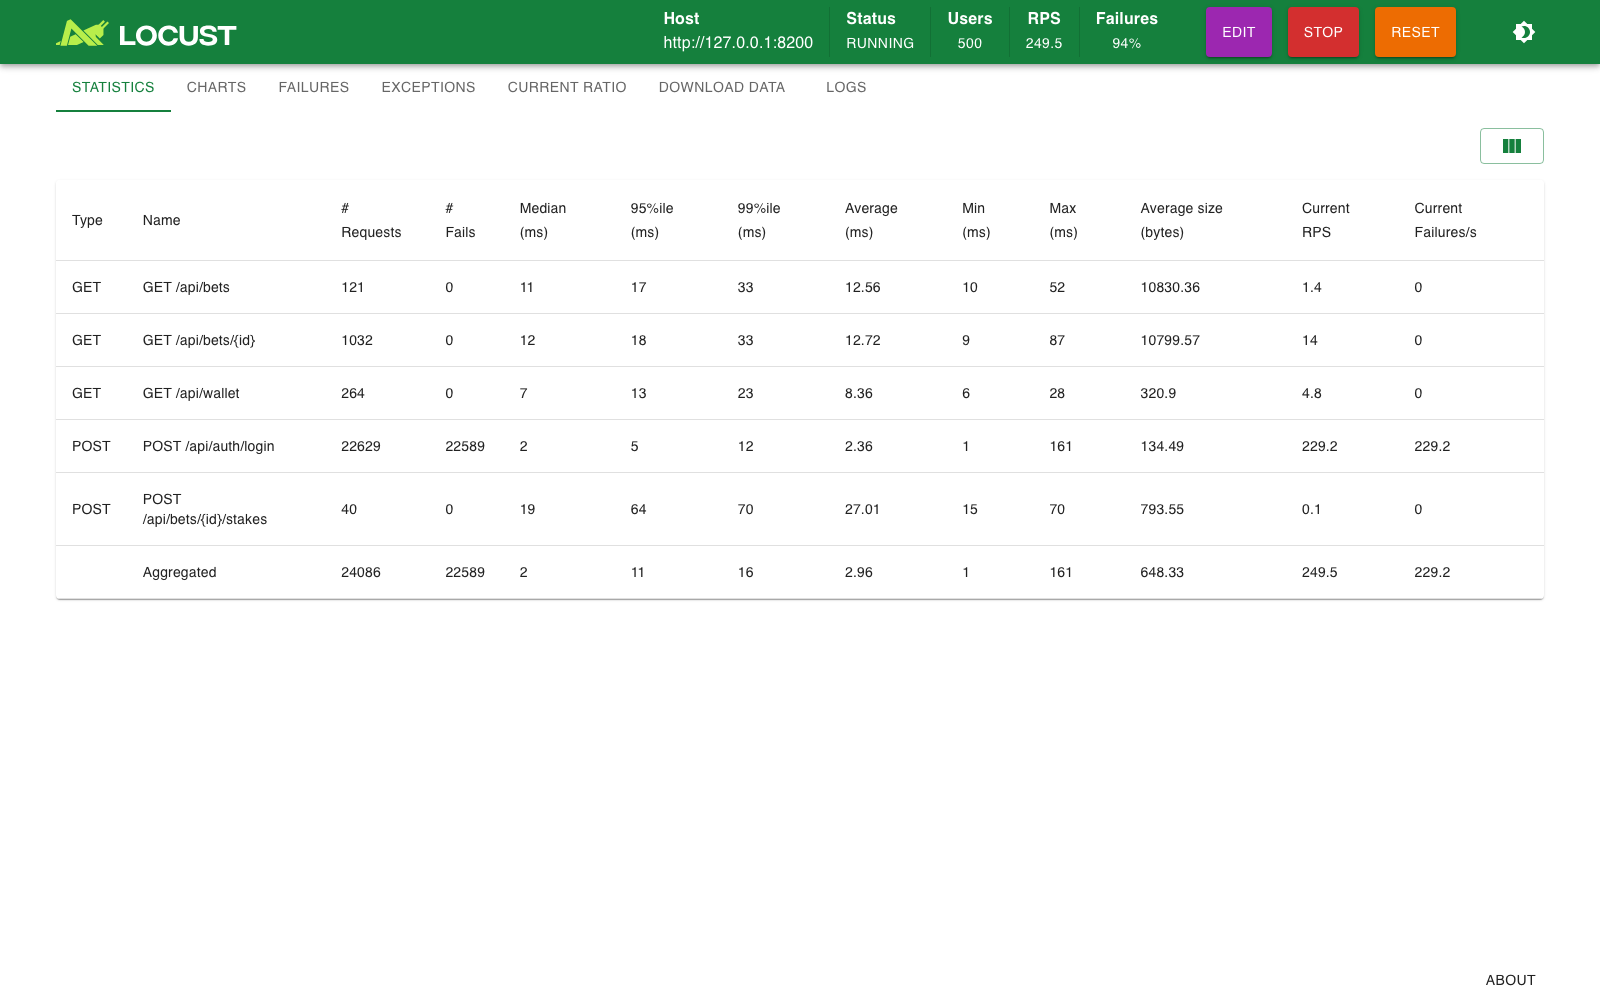 LOCUST
Host
http://127.0.0.1:8200
Status
RUNNING
Users
500
RPS
249.5
Failures
94%
EDIT
STOP
RESET
STATISTICS CHARTS FAILURES EXCEPTIONS CURRENT RATIO DOWNLOAD DATA LOGS
Type Name # Requests # Fails Median (ms) 95%ile (ms) 99%ile (ms) Average (ms) Min (ms) Max (ms) Average size (bytes) Current RPS Current Failures/s
GET GET /api/bets 121 0 11 17 33 12.56 10 52 10830.36 1.4 0
GET GET /api/bets/{id} 1032 0 12 18 33 12.72 9 87 10799.57 14 0
GET GET /api/wallet 264 0 7 13 23 8.36 6 28 320.9 4.8 0
POST POST /api/auth/login 22629 22589 2 5 12 2.36 1 161 134.49 229.2 229.2
POST POST /api/bets/{id}/stakes 40 0 19 64 70 27.01 15 70 793.55 0.1 0
Aggregated 24086 22589 2 11 16 2.96 1 161 648.33 249.5 229.2
ABOUT